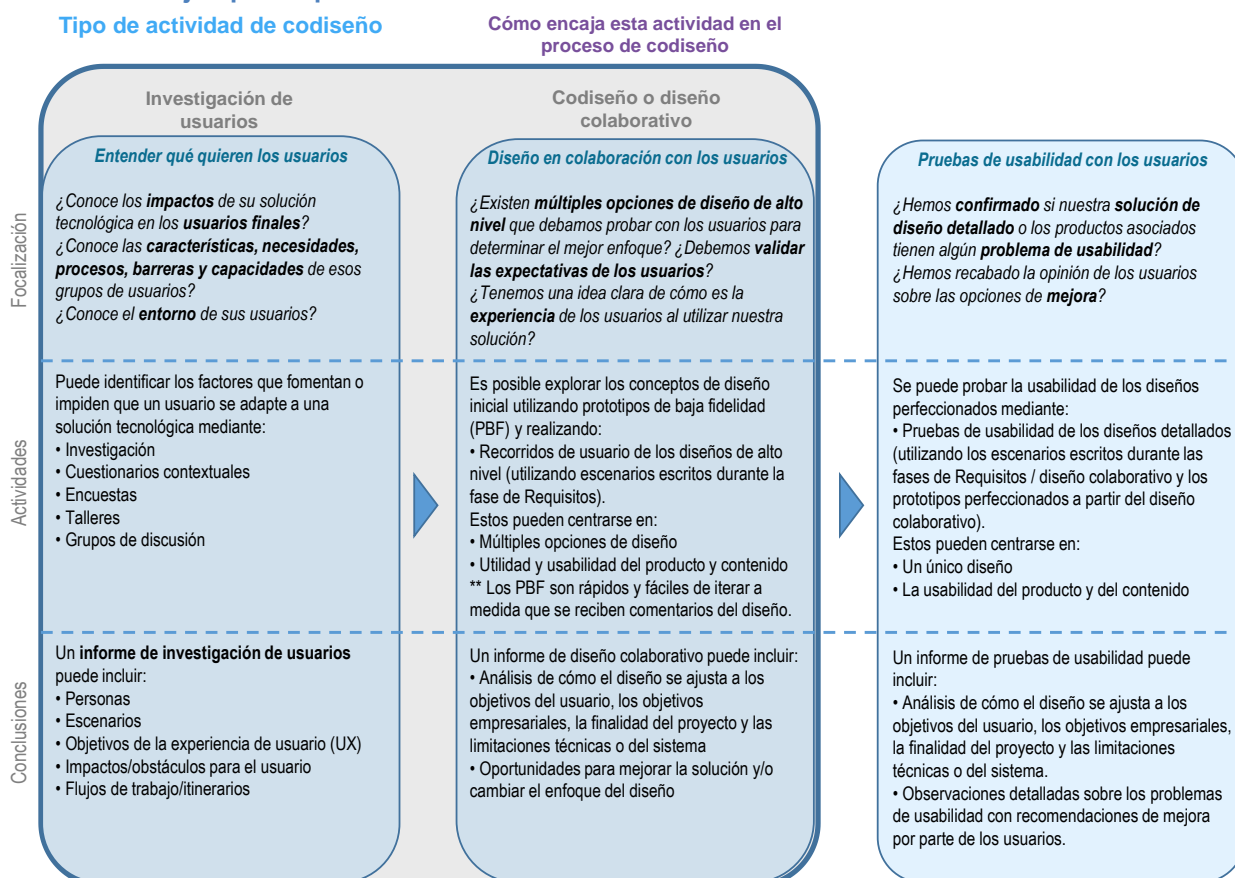 Tipo de actividad de codiseño
Cómo encaja esta actividad en el
proceso de codiseño
Investigación de
usuarios
Codiseño o diseño
colaborativo
Focalización
Entender qué quieren los usuarios
¿Conoce los impactos de su solución
tecnológica en los usuarios finales?
¿Conoce las características, necesidades,
procesos, barreras y capacidades de esos
grupos de usuarios?
¿Conoce el entorno de sus usuarios?
Diseño en colaboración con los usuarios
¿Existen múltiples opciones de diseño de alto
nivel que debamos probar con los usuarios para
determinar el mejor enfoque? ¿Debemos validar
las expectativas de los usuarios?
¿Tenemos una idea clara de cómo es la
experiencia de los usuarios al utilizar nuestra
solución?
Pruebas de usabilidad con los usuarios
¿Hemos confirmado si nuestra solución de
diseño detallado o los productos asociados
tienen algún problema de usabilidad?
¿Hemos recabado la opinión de los usuarios
sobre las opciones de mejora?
Actividades
Puede identificar los factores que fomentan o
impiden que un usuario se adapte a una
solución tecnológica mediante:
• Investigación
• Cuestionarios contextuales
• Encuestas
• Talleres
• Grupos de discusión
Es posible explorar los conceptos de diseño
inicial utilizando prototipos de baja fidelidad
(PBF) y realizando:
• Recorridos de usuario de los diseños de alto
nivel (utilizando escenarios escritos durante la
fase de Requisitos).
Estos pueden centrarse en:
• Múltiples opciones de diseño
• Utilidad y usabilidad del producto y contenido
** Los PBF son rápidos y fáciles de iterar a
medida que se reciben comentarios del diseño.
Se puede probar la usabilidad de los diseños
perfeccionados mediante:
• Pruebas de usabilidad de los diseños detallados
(utilizando los escenarios escritos durante las
fases de Requisitos / diseño colaborativo y los
prototipos perfeccionados a partir del diseño
colaborativo).
Estos pueden centrarse en:
• Un único diseño
• La usabilidad del producto y del contenido
Conclusiones
Un informe de investigación de usuarios
puede incluir:
• Personas
• Escenarios
• Objetivos de la experiencia de usuario (UX)
• Impactos/obstáculos para el usuario
• Flujos de trabajo/itinerarios
Un informe de diseño colaborativo puede incluir:
• Análisis de cómo el diseño se ajusta a los
objetivos del usuario, los objetivos
empresariales, la finalidad del proyecto y las
limitaciones técnicas o del sistema
• Oportunidades para mejorar la solución y/o
cambiar el enfoque del diseño
Un informe de pruebas de usabilidad puede
incluir:
• Análisis de cómo el diseño se ajusta a los
objetivos del usuario, los objetivos empresariales,
la finalidad del proyecto y las limitaciones
técnicas o del sistema.
• Observaciones detalladas sobre los problemas
de usabilidad con recomendaciones de mejora
por parte de los usuarios.